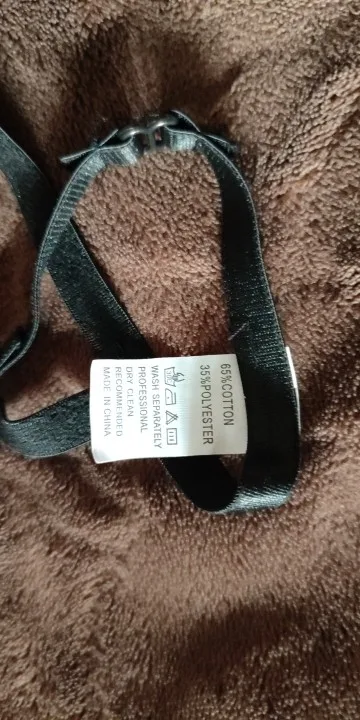 65%COTTON
35%POLYESTER
WASH SEPARATELY
PROFESSIONAL
DRY CLEAN
RECOMMENDED
MADE IN CHINA